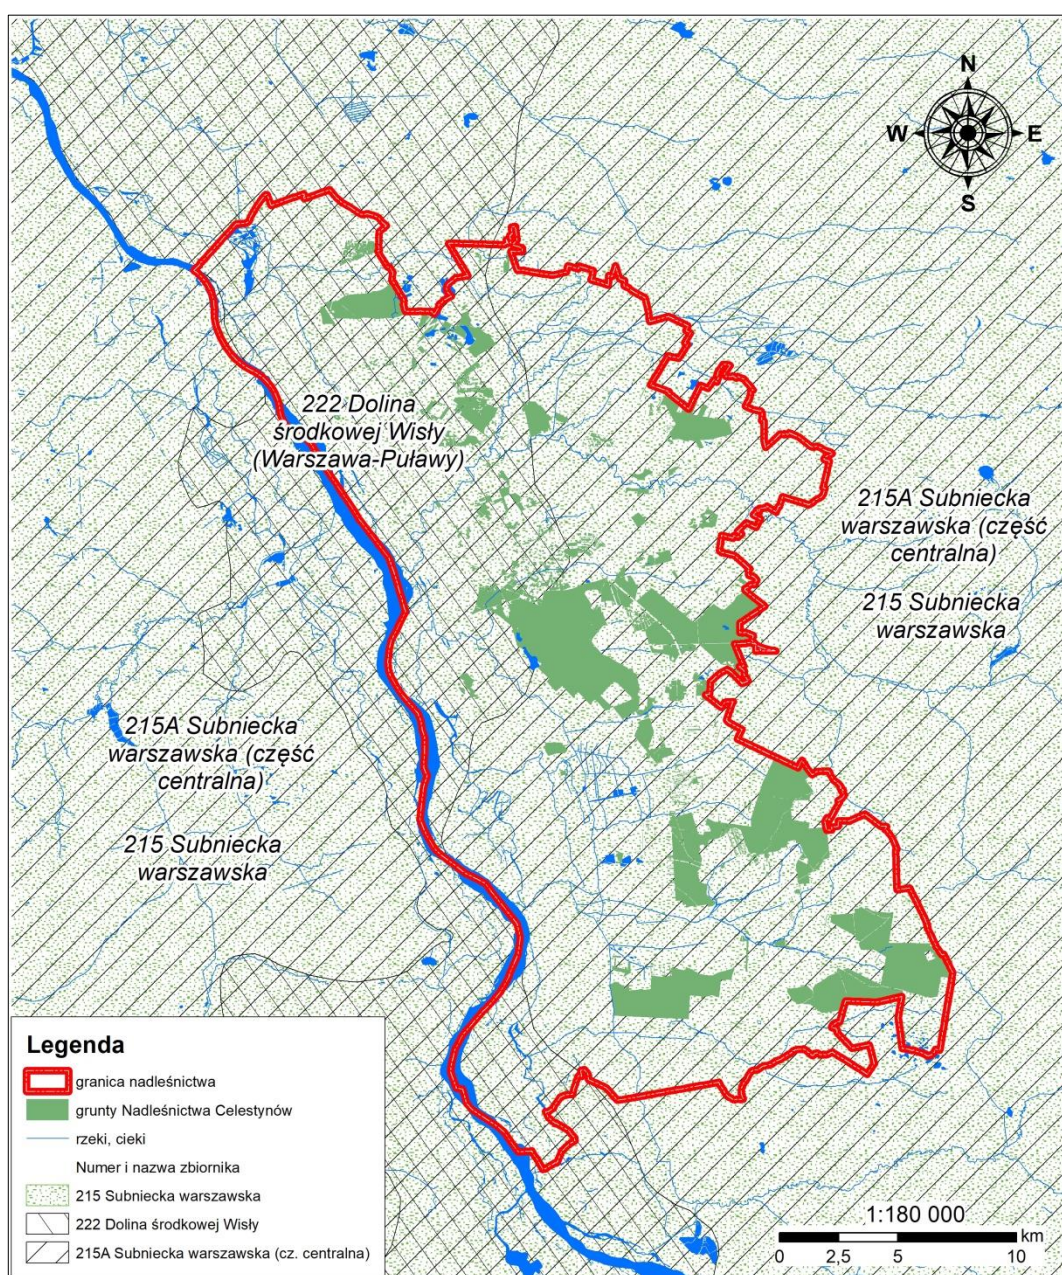 N
W
E
S
222 Dolina
środkowej Wisły
(Warszawa-Puławy)
215A Subniecka
warszawska (część
centralna)
215 Subniecka
warszawska
215A Subniecka
warszawska (część
centralna)
215 Subniecka
warszawska
Legenda
granica nadleśnictwa
grunty Nadleśnictwa Celestynów
rzeki, cieki
Numer i nazwa zbiornika
215 Subniecka warszawska
222 Dolina środkowej Wisły
215A Subniecka warszawska (cz. centralna)
1:180 000
km
0 2,5 5 10